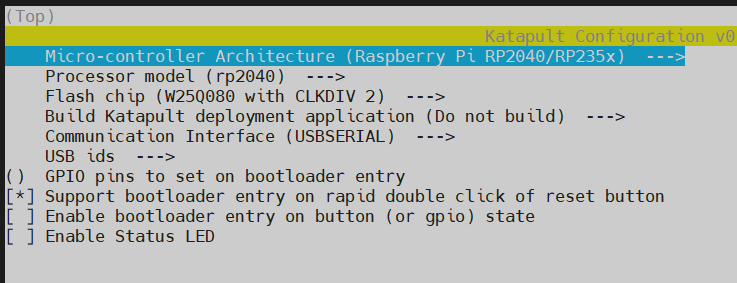 (Top)
Katapult Configuration v0
Micro-controller Architecture (Raspberry Pi RP2040/RP235x)  --->
Processor model (rp2040)  --->
Flash chip (W25Q080 with CLKDIV 2)  --->
Build Katapult deployment application (Do not build)  --->
Communication Interface (USBSERIAL)  --->
USB ids  --->
()  GPIO pins to set on bootloader entry
[*] Support bootloader entry on rapid double click of reset button
[ ] Enable bootloader entry on button (or gpio) state
[ ] Enable Status LED